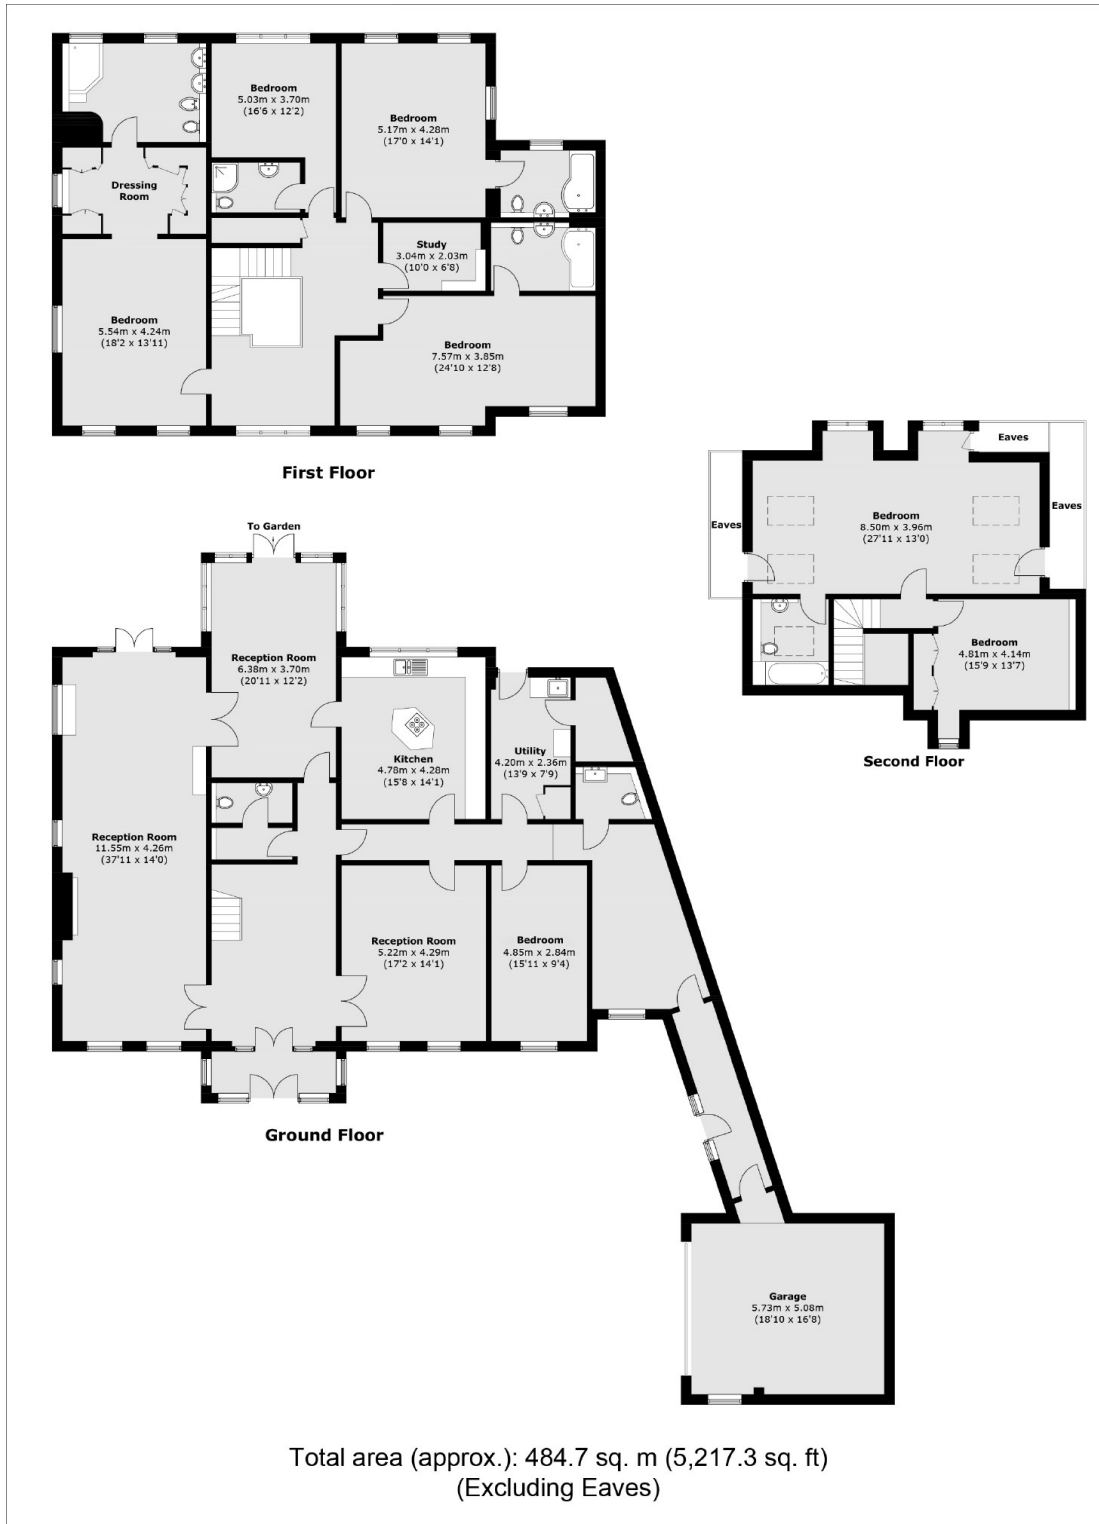 Bedroom
5.03m x 3.70m
(16'6 x 12'2)
Bedroom
5.17m x 4.28m
(17'0 x 14'1)
Dressing
Room
Study
3.04m x 2.03m
(10'0 x 6'8)
Bedroom
5.54m x 4.24m
(18'2 x 13'11)
Bedroom
7.57m x 3.85m
(24'10 x 12'8)
First Floor
Eaves
Eaves
Eaves
Bedroom
8.50m x 3.96m
(27'11 x 13'0)
Bedroom
4.81m x 4.14m
(15'9 x 13'7)
Second Floor
To Garden
Reception Room
6.38m x 3.70m
(20'11 x 12'2)
Kitchen
4.78m x 4.28m
(15'8 x 14'1)
Utility
4.20m x 2.36m
(13'9 x 7'9)
Reception Room
11.55m x 4.26m
(37'11 x 14'0)
Reception Room
5.22m x 4.29m
(17'2 x 14'1)
Bedroom
4.85m x 2.84m
(15'11 x 9'4)
Ground Floor
Garage
5.73m x 5.08m
(18'10 x 16'8)
Total area (approx.): 484.7 sq. m (5,217.3 sq. ft)
(Excluding Eaves)